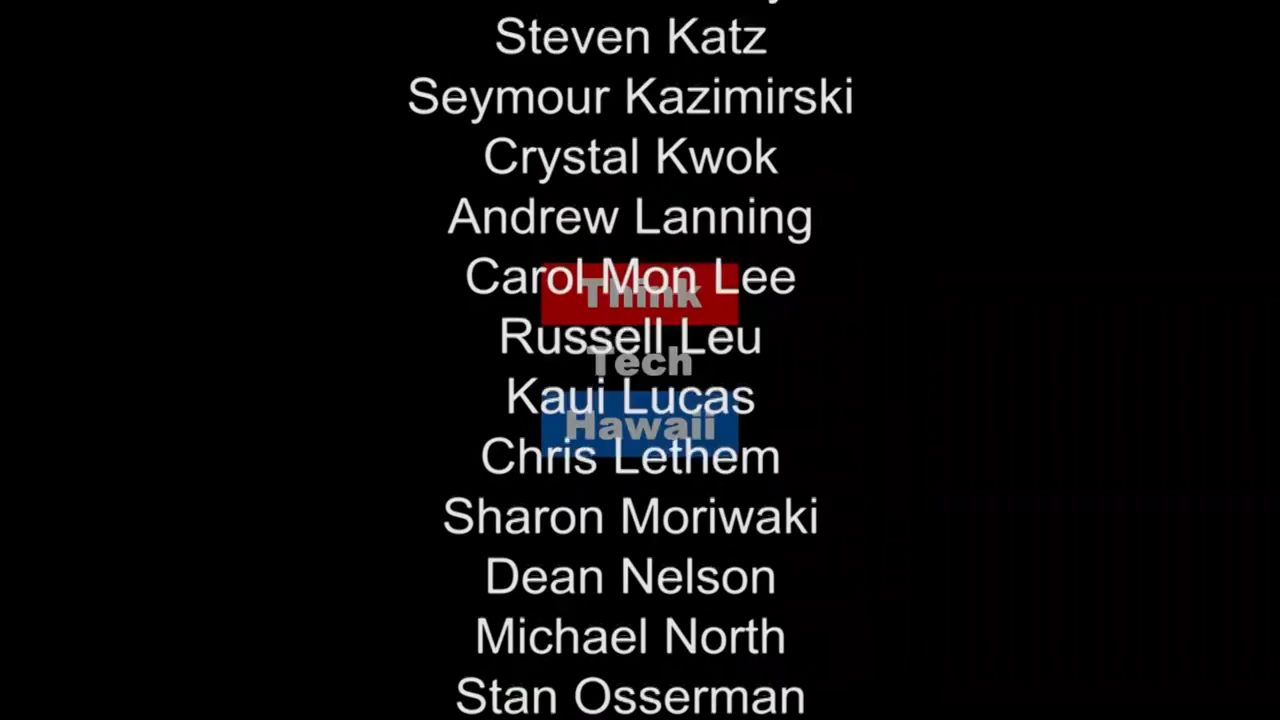 Steven Katz
Seymour Kazimirski
Crystal Kwok
Andrew Lanning
Carol Mon Lee
Think
Russell Leu
Tech
Kaui Lucas
Hawaii
Chris Lethem
Sharon Moriwaki
Dean Nelson
Michael North
Stan Osserman